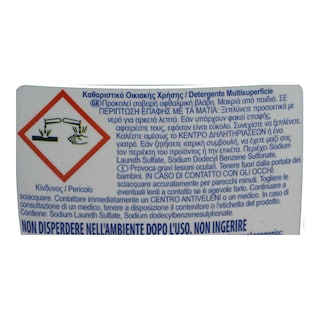 Καθαριστικό Οικιακής Χρήσης / Detergente Multisuperficie
GR Προκαλεί σοβαρή οφθαλμική βλάβη. Μακριά από παιδιά. ΣΕ
ΠΕΡΙΠΤΩΣΗ ΕΠΑΦΗΣ ΜΕ ΤΑ ΜΑΤΙΑ: Ξεπλύνετε προσεκτικά με
νερό για αρκετά λεπτά. Εάν υπάρχουν φακοί επαφής,
αφαιρέστε τους, εφόσον είναι εύκολο. Συνεχίστε να ξεπλένετε.
Καλέστε αμέσως το ΚΕΝΤΡΟ ΔΗΛΗΤΗΡΙΑΣΕΩΝ ή ένα
γιατρό. Εάν ζητήσετε ιατρική συμβουλή, να έχετε μαζί σας
τον περιέκτη του προϊόντος ή την ετικέτα. Περιέχει: Sodium
Laureth Sulfate, Sodium Dodecyl Benzene Sulfonate.
Provoca gravi lesioni oculari. Tenere fuori dalla portata dei
bambini. IN CASO DI CONTATTO CON GLI OCCHI:
sciacquare accuratamente per parecchi minuti. Togliere le
eventuali lenti a contatto se è agevole farlo. Continuare a
sciacquare. Contattare immediatamente un CENTRO ANTIVELENI o un medico, in caso di
consultazione di un medico, tenere a disposizione il contenitore o l'etichetta del prodotto.
Contiene: Sodium Laureth Sulfate, Sodium dodecylbenzenesulphonate.
Κίνδυνος / Pericolo
NON DISPERDERE NELL'AMBIENTE DOPO L'USO. NON INGERIRE